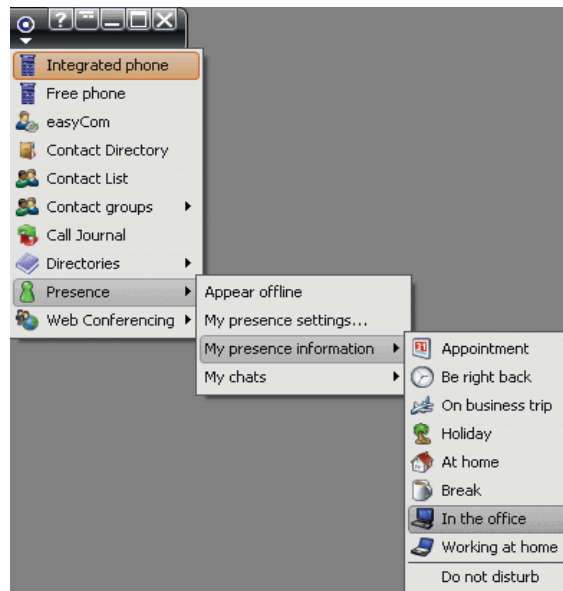 Integrated phone
Free phone
easyCom
Contact Directory
Contact List
Contact groups
Call Journal
Directories
Presence
Web Conferencing
Appear offline
My presence settings...
My presence information
My chats
31
Appointment
Be right back
On business trip
Holiday
At home
Break
In the office
Working at home
Do not disturb